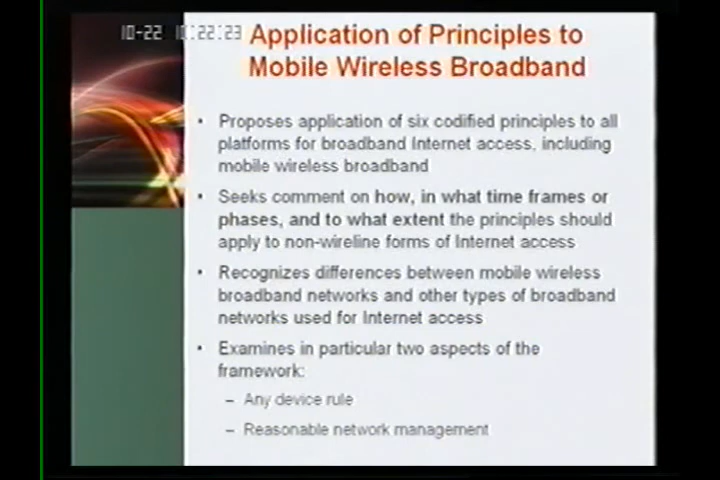 10-22 10:22:23
Application of Principles to
Mobile Wireless Broadband
• Proposes application of six codified principles to all
platforms for broadband Internet access, including
mobile wireless broadband
• Seeks comment on how, in what time frames or
phases, and to what extent the principles should
apply to non-wireline forms of Internet access
• Recognizes differences between mobile wireless
broadband networks and other types of broadband
networks used for Internet access
• Examines in particular two aspects of the
framework:
– Any device rule
– Reasonable network management